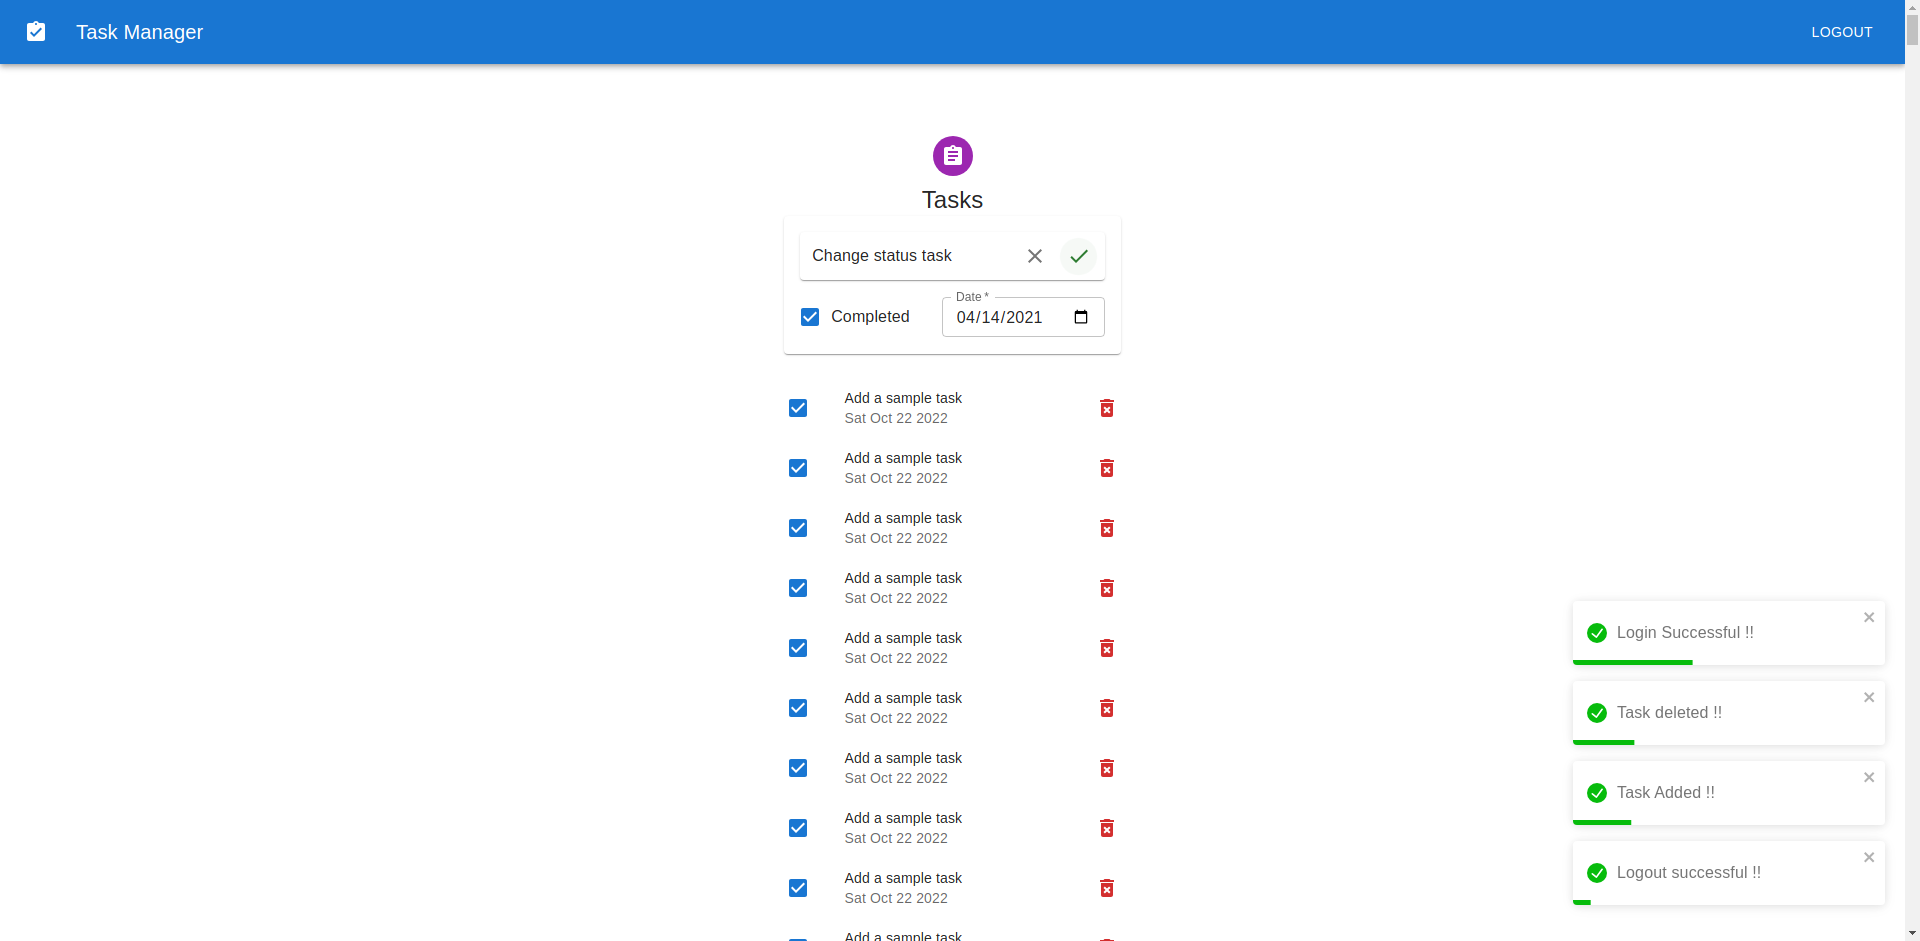 Task Manager
LOGOUT
Tasks
Change status task
Date *
Completed
04/14/2021
Add a sample task
Sat Oct 22 2022
Add a sample task
Sat Oct 22 2022
Add a sample task
Sat Oct 22 2022
Add a sample task
Sat Oct 22 2022
Add a sample task
Sat Oct 22 2022
Add a sample task
Sat Oct 22 2022
Add a sample task
Sat Oct 22 2022
Add a sample task
Sat Oct 22 2022
Add a sample task
Sat Oct 22 2022
Add a sample task
Login Successful !!
Task deleted !!
Task Added !!
Logout successful !!